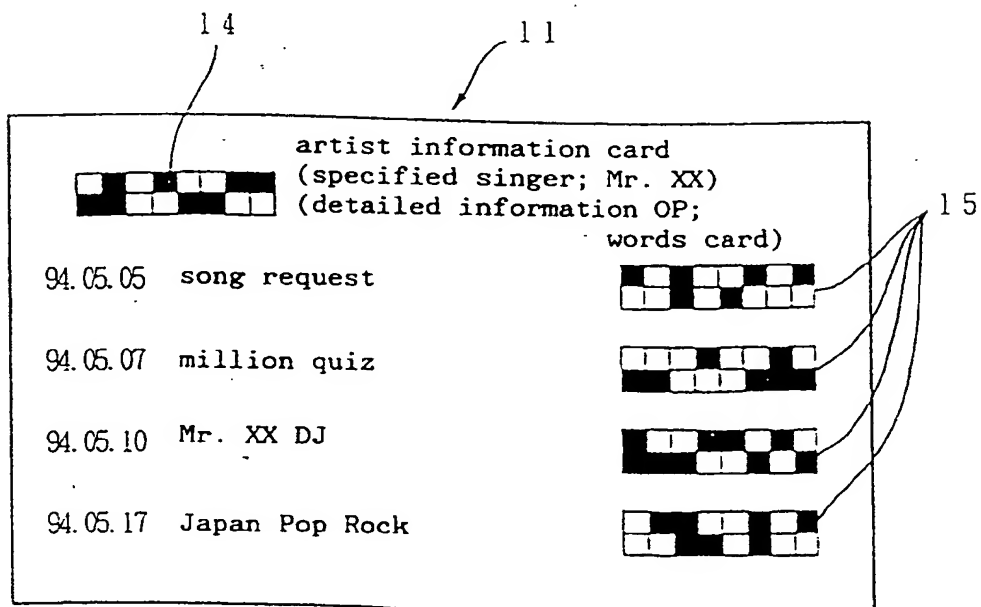 14
11
artist information card
(specified singer; Mr. XX)
(detailed information OP;
words card)
15
94.05.05 song request
94.05.07 million quiz
94.05.10 Mr. XX DJ
94.05.17 Japan Pop Rock